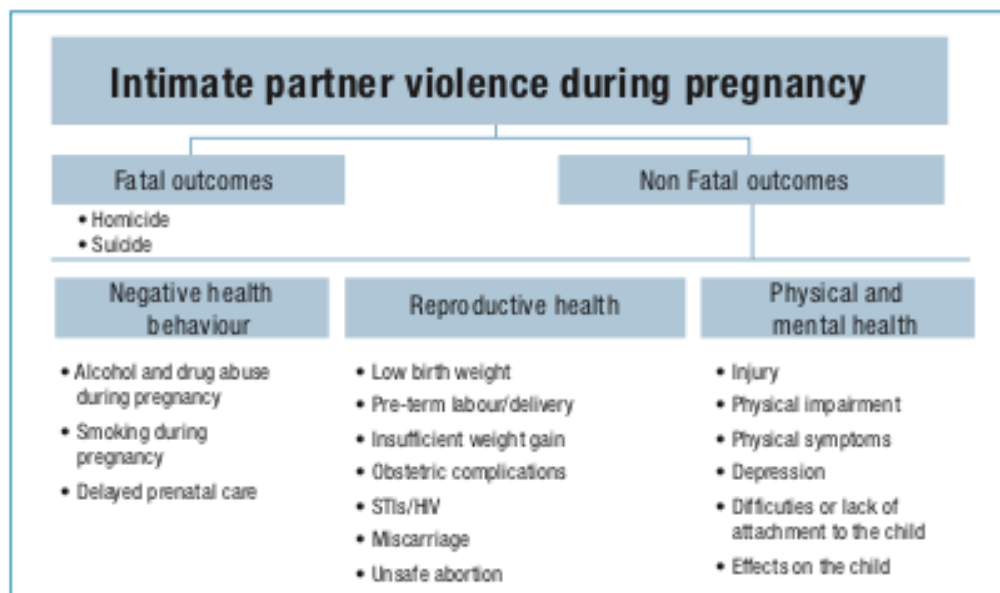 Intimate partner violence during pregnancy
Fatal outcomes
Non Fatal outcomes
• Homicide
• Suicide
Negative health
behaviour
Reproductive health
Physical and
mental health
• Alcohol and drug abuse
during pregnancy
• Smoking during
pregnancy
• Delayed prenatal care
• Low birth weight
• Pre-term labour/delivery
• Insufficient weight gain
• Obstetric complications
• STIs/HIV
• Miscarriage
• Unsafe abortion
• Injury
• Physical impairment
• Physical symptoms
• Depression
• Difficuties or lack of
attachment to the child
• Effects on the child